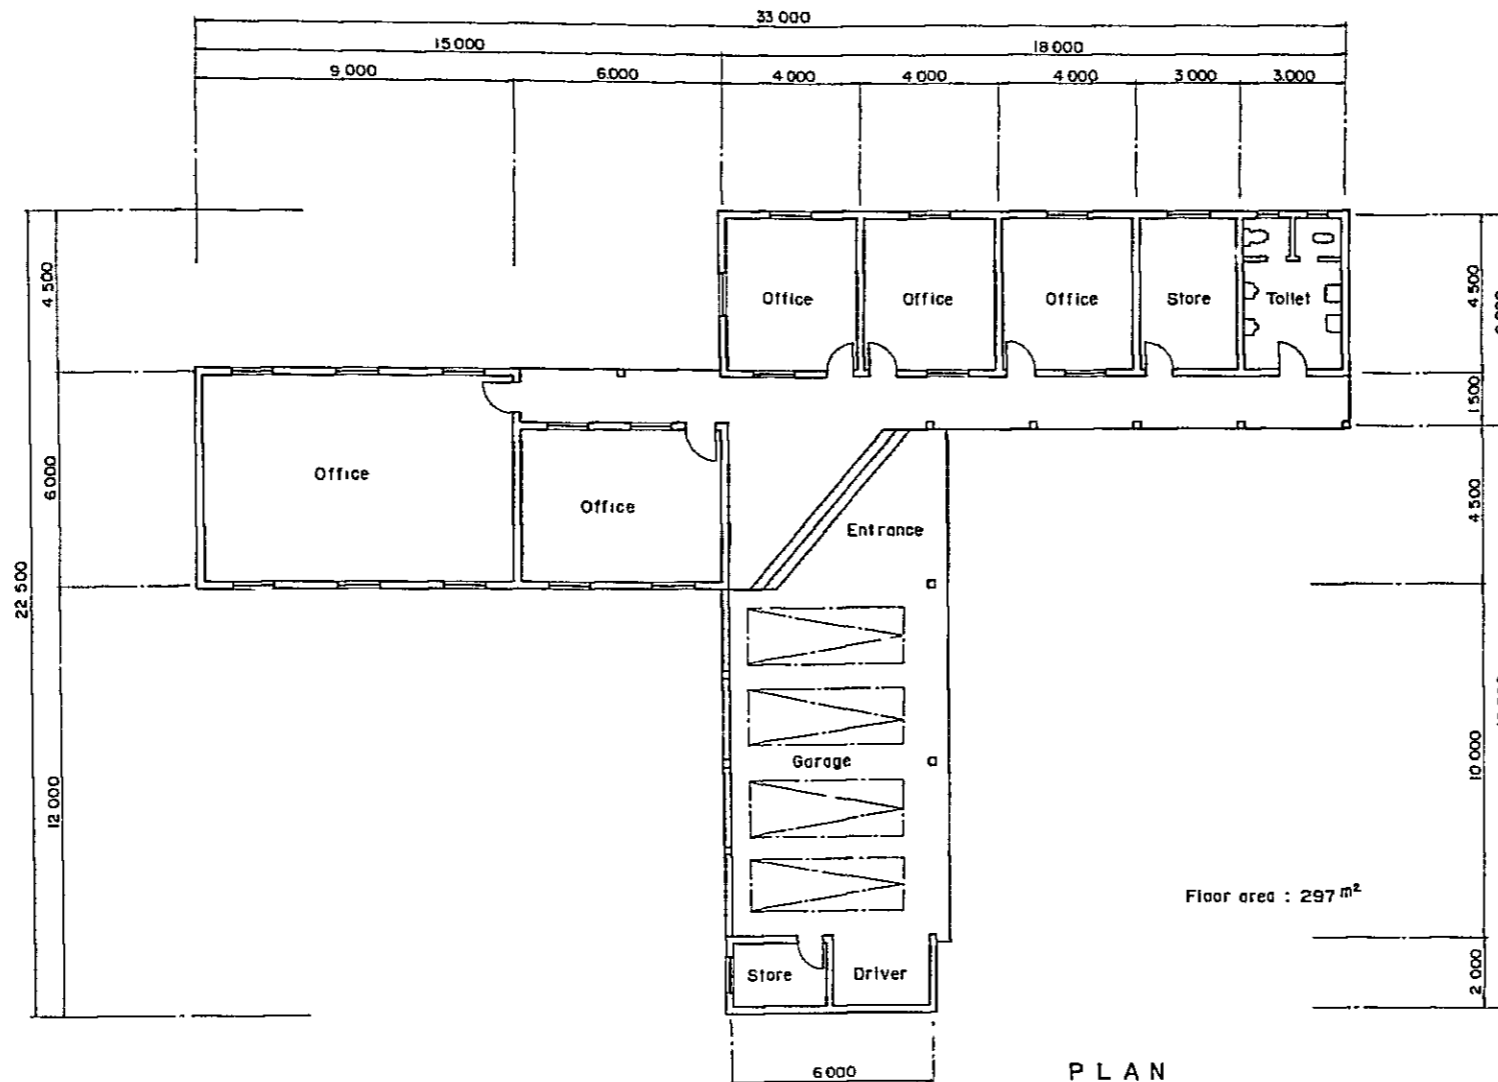 33 000
15 000
18 000
9 000
6 000
4 000
4 000
4 000
3 000
3.000
4 500
6 000
22 500
12 000
Office
Office
Office
Store
Toilet
4 500
1 500
4 500
10 000
2 000
Office
Office
Entrance
Garage
Floor area : 297 m²
Store
Driver
6 000
PLAN